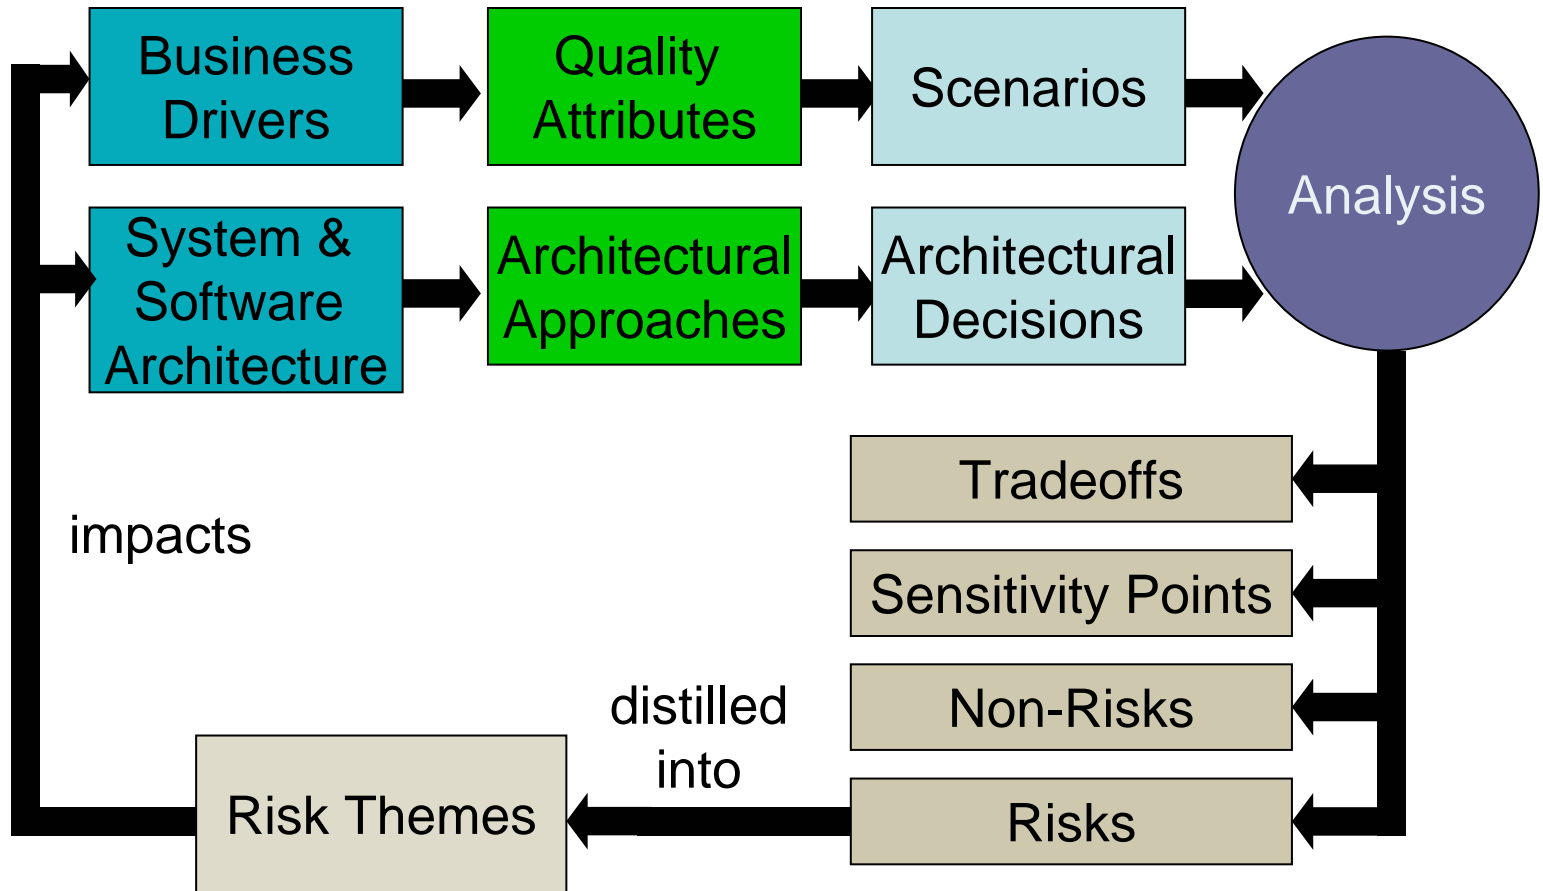 Business
Drivers
Quality
Attributes
Scenarios
Analysis
System &
Software
Architecture
Architectural
Approaches
Architectural
Decisions
Tradeoffs
impacts
Sensitivity Points
Non-Risks
distilled
into
Risk Themes
Risks